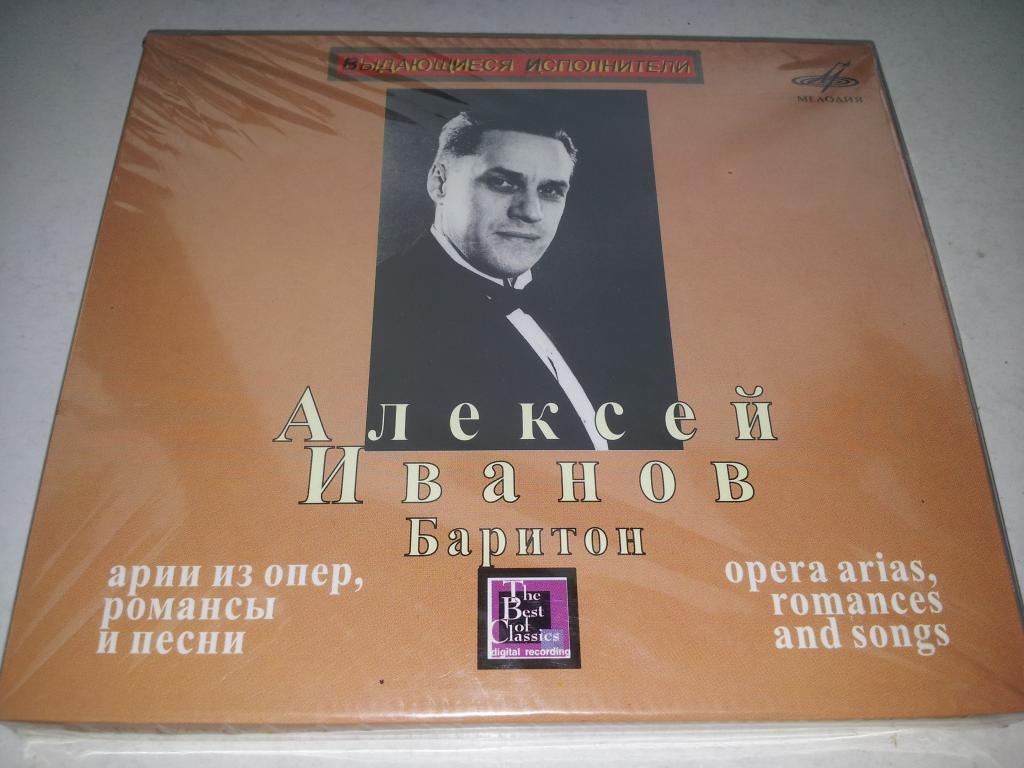 Выдающиеся Исполнители
МЕЛОДИЯ
Алексей
Иванов
Баритон
арии из опер,
романсы
и песни
opera arias,
romances
and songs
The
Best
of
Classics
digital recording